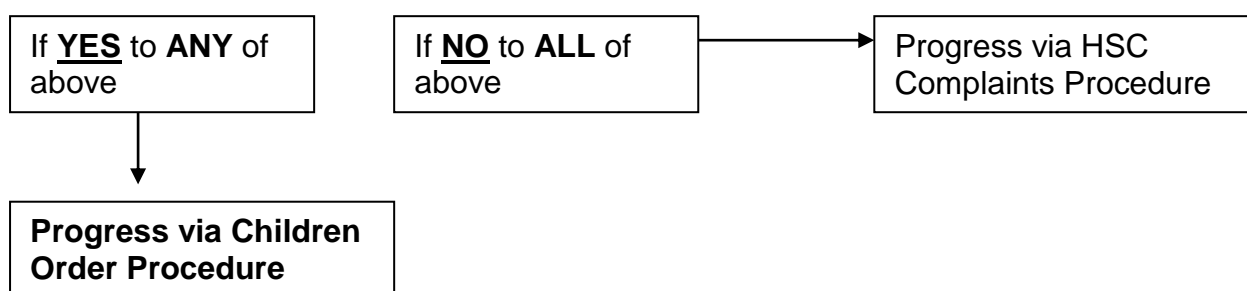 If YES to ANY of
above
If NO to ALL of
above
Progress via HSC
Complaints Procedure
Progress via Children
Order Procedure